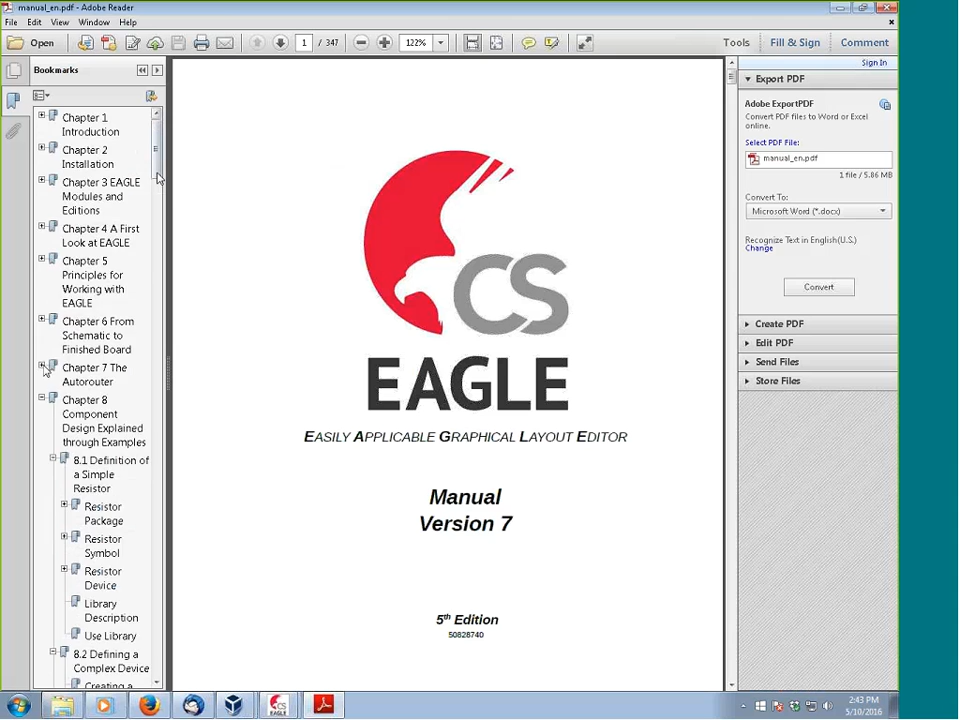 manual_en.pdf - Adobe Reader
File Edit View Window Help
Open 1 / 347 122% Tools Fill & Sign Comment
Sign In
Bookmarks
Chapter 1
Introduction
Chapter 2
Installation
Chapter 3 EAGLE
Modules and
Editions
Chapter 4 A First
Look at EAGLE
Chapter 5
Principles for
Working with
EAGLE
Chapter 6 From
Schematic to
Finished Board
Chapter 7 The
Autorouter
Chapter 8
Component
Design Explained
through Examples
8.1 Definition of
a Simple
Resistor
Resistor
Package
Resistor
Symbol
Resistor
Device
Library
Description
Use Library
8.2 Defining a
Complex Device
Creating a
CS
EAGLE
EASILY APPLICABLE GRAPHICAL LAYOUT EDITOR
Manual
Version 7
5th Edition
50828740
Export PDF
Adobe ExportPDF
Convert PDF files to Word or Excel
online.
Select PDF File:
manual_en.pdf
1 file / 5.86 MB
Convert To:
Microsoft Word (*.docx)
Recognize Text in English(U.S.)
Change
Convert
Create PDF
Edit PDF
Send Files
Store Files
EAGLE
2:43 PM
5/10/2016